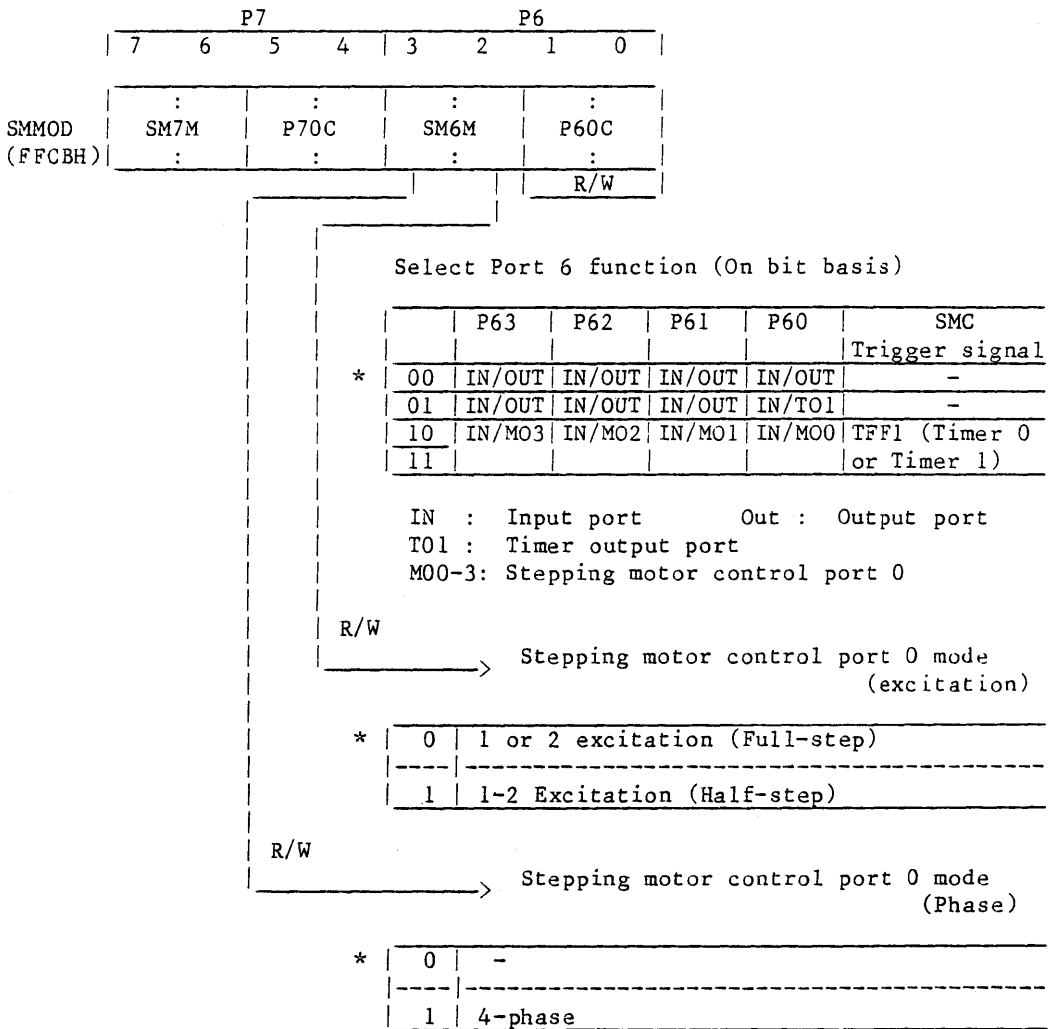 P7 P6
7 6 5 4 3 2 1 0
SMMOD SM7M P70C SM6M P60C
(FFCBH)
R/W
Select Port 6 function (On bit basis)
P63 P62 P61 P60 SMC
Trigger signal
* 00 IN/OUT IN/OUT IN/OUT IN/OUT -
01 IN/OUT IN/OUT IN/OUT IN/TO1 -
10 IN/MO3 IN/MO2 IN/MO1 IN/MO0 TFF1 (Timer 0
11 or Timer 1)
IN : Input port Out : Output port
TO1 : Timer output port
M00-3: Stepping motor control port 0
R/W
Stepping motor control port 0 mode
(excitation)
* 0 1 or 2 excitation (Full-step)
1 1-2 Excitation (Half-step)
R/W
Stepping motor control port 0 mode
(Phase)
* 0 -
1 4-phase